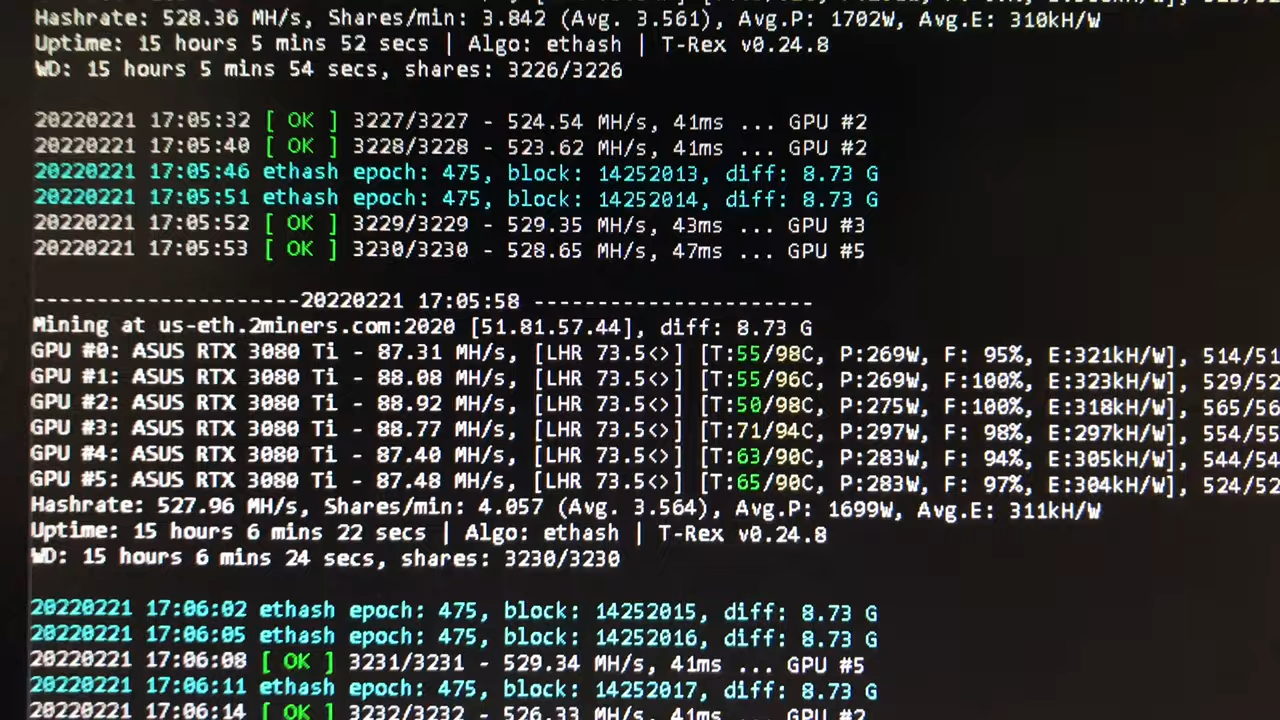 Hashrate: 528.36 MH/s, Shares/min: 3.842 (Avg. 3.561), Avg.P: 1702W, Avg.E: 310kH/W
Uptime: 15 hours 5 mins 52 secs | Algo: ethash | T-Rex v0.24.8
WD: 15 hours 5 mins 54 secs, shares: 3226/3226
20220221 17:05:32 [ OK ] 3227/3227 - 524.54 MH/s, 41ms ... GPU #2
20220221 17:05:40 [ OK ] 3228/3228 - 523.62 MH/s, 41ms ... GPU #2
20220221 17:05:46 ethash epoch: 475, block: 14252013, diff: 8.73 G
20220221 17:05:51 ethash epoch: 475, block: 14252014, diff: 8.73 G
20220221 17:05:52 [ OK ] 3229/3229 - 529.35 MH/s, 43ms ... GPU #3
20220221 17:05:53 [ OK ] 3230/3230 - 528.65 MH/s, 47ms ... GPU #5
---------------------20220221 17:05:58 ----------------------
Mining at us-eth.2miners.com:2020 [51.81.57.44], diff: 8.73 G
GPU #0: ASUS RTX 3080 Ti - 87.31 MH/s, [LHR 73.5<>] [T:55/98C, P:269W, F: 95%, E:321kH/W], 514/51
GPU #1: ASUS RTX 3080 Ti - 88.08 MH/s, [LHR 73.5<>] [T:55/96C, P:269W, F:100%, E:323kH/W], 529/52
GPU #2: ASUS RTX 3080 Ti - 88.92 MH/s, [LHR 73.5<>] [T:50/98C, P:275W, F:100%, E:318kH/W], 565/56
GPU #3: ASUS RTX 3080 Ti - 88.77 MH/s, [LHR 73.5<>] [T:71/94C, P:297W, F: 98%, E:297kH/W], 554/55
GPU #4: ASUS RTX 3080 Ti - 87.40 MH/s, [LHR 73.5<>] [T:63/90C, P:283W, F: 94%, E:305kH/W], 544/54
GPU #5: ASUS RTX 3080 Ti - 87.48 MH/s, [LHR 73.5<>] [T:65/90C, P:283W, F: 97%, E:304kH/W], 524/52
Hashrate: 527.96 MH/s, Shares/min: 4.057 (Avg. 3.564), Avg.P: 1699W, Avg.E: 311kH/W
Uptime: 15 hours 6 mins 22 secs | Algo: ethash | T-Rex v0.24.8
WD: 15 hours 6 mins 24 secs, shares: 3230/3230
20220221 17:06:02 ethash epoch: 475, block: 14252015, diff: 8.73 G
20220221 17:06:05 ethash epoch: 475, block: 14252016, diff: 8.73 G
20220221 17:06:08 [ OK ] 3231/3231 - 529.34 MH/s, 41ms ... GPU #5
20220221 17:06:11 ethash epoch: 475, block: 14252017, diff: 8.73 G
20220221 17:06:14 [ OK ] 3232/3232 - 526.33 MH/s, 41ms ... GPU #2